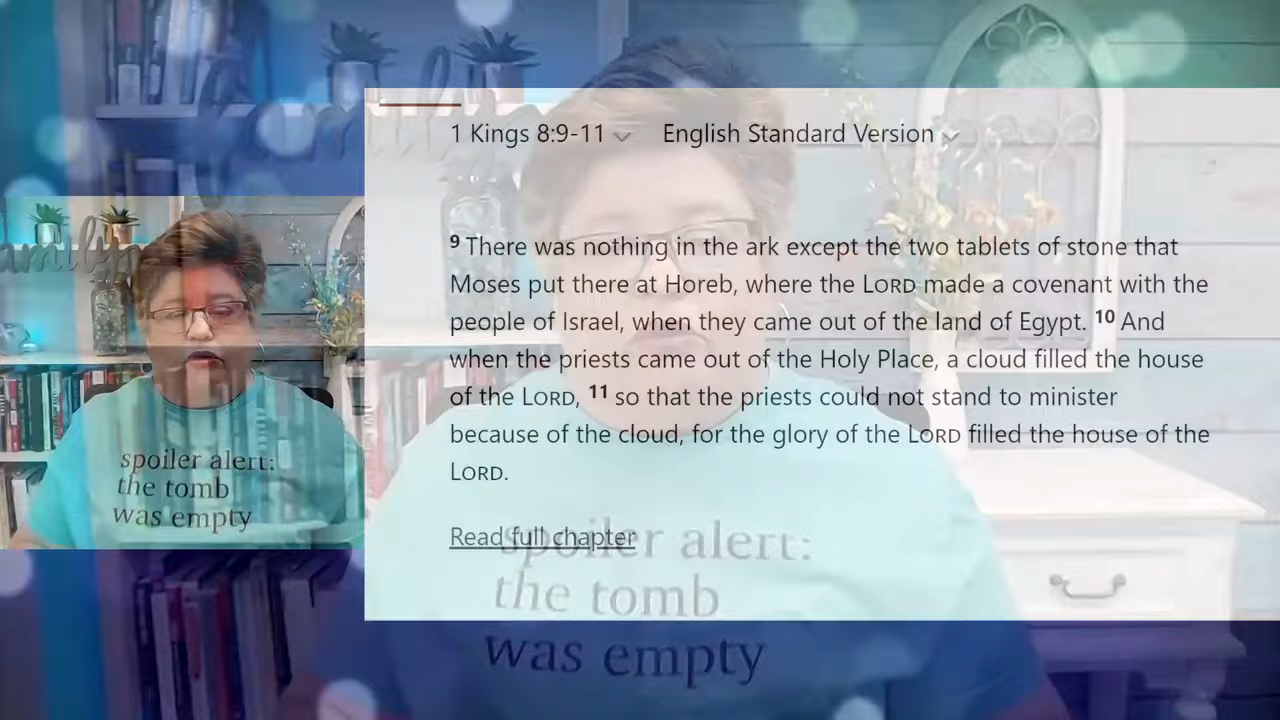 1 Kings 8:9-11 English Standard Version
9 There was nothing in the ark except the two tablets of stone that
Moses put there at Horeb, where the LORD made a covenant with the
people of Israel, when they came out of the land of Egypt. 10 And
when the priests came out of the Holy Place, a cloud filled the house
of the LORD, 11 so that the priests could not stand to minister
because of the cloud, for the glory of the LORD filled the house of the
LORD.
Read full chapter
spoiler alert:
the tomb
was empty
spoiler alert:
the tomb
was empty